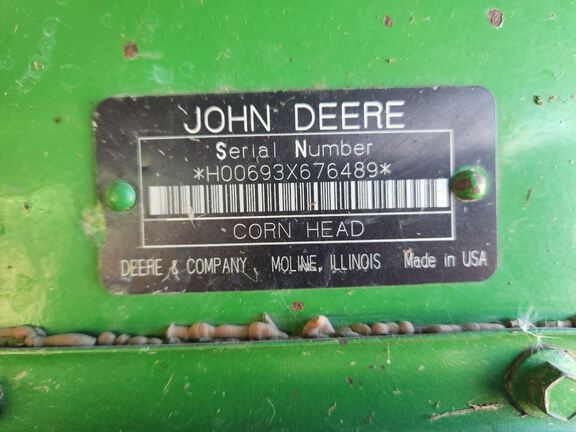 JOHN DEERE
Serial Number
*H00693X676489*
CORN HEAD
DEERE & COMPANY, MOLINE, ILLINOIS Made in USA